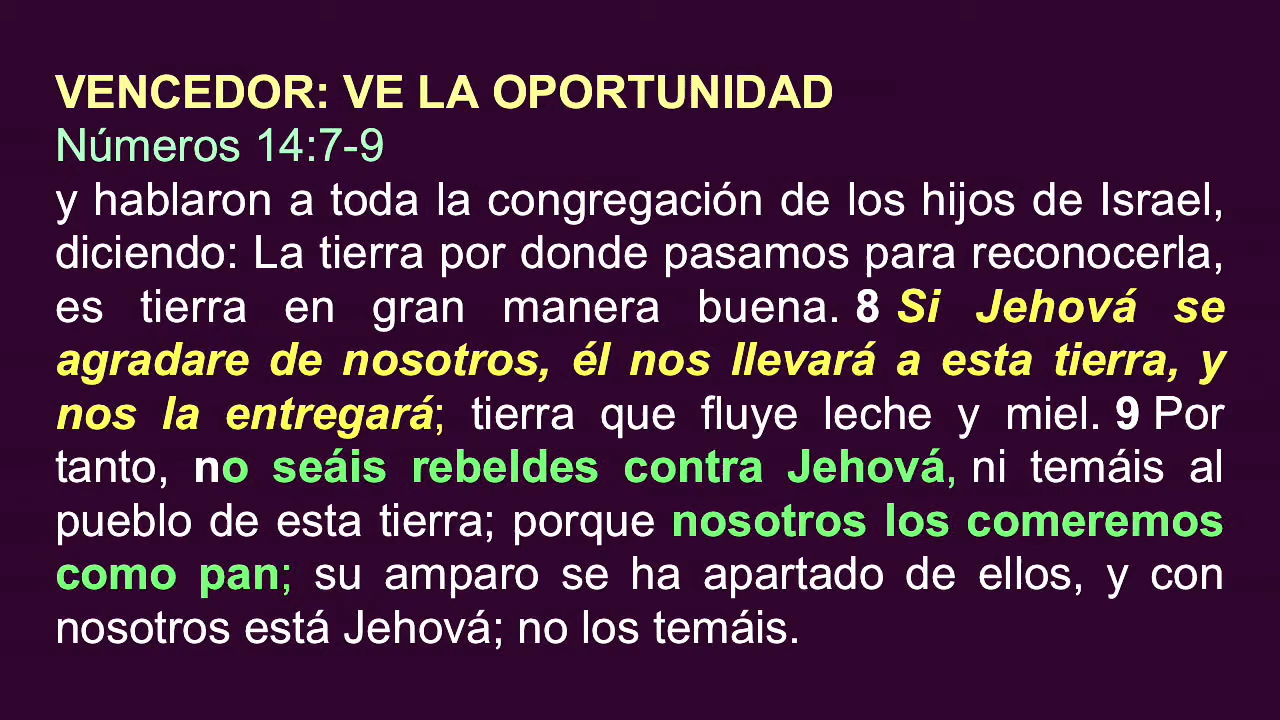 VENCEDOR: VE LA OPORTUNIDAD
Números 14:7-9
y hablaron a toda la congregación de los hijos de Israel,
diciendo: La tierra por donde pasamos para reconocerla,
es tierra en gran manera buena. 8 Si Jehová se
agradare de nosotros, él nos llevará a esta tierra, y
nos la entregará; tierra que fluye leche y miel. 9 Por
tanto, no seáis rebeldes contra Jehová, ni temáis al
pueblo de esta tierra; porque nosotros los comeremos
como pan; su amparo se ha apartado de ellos, y con
nosotros está Jehová; no los temáis.